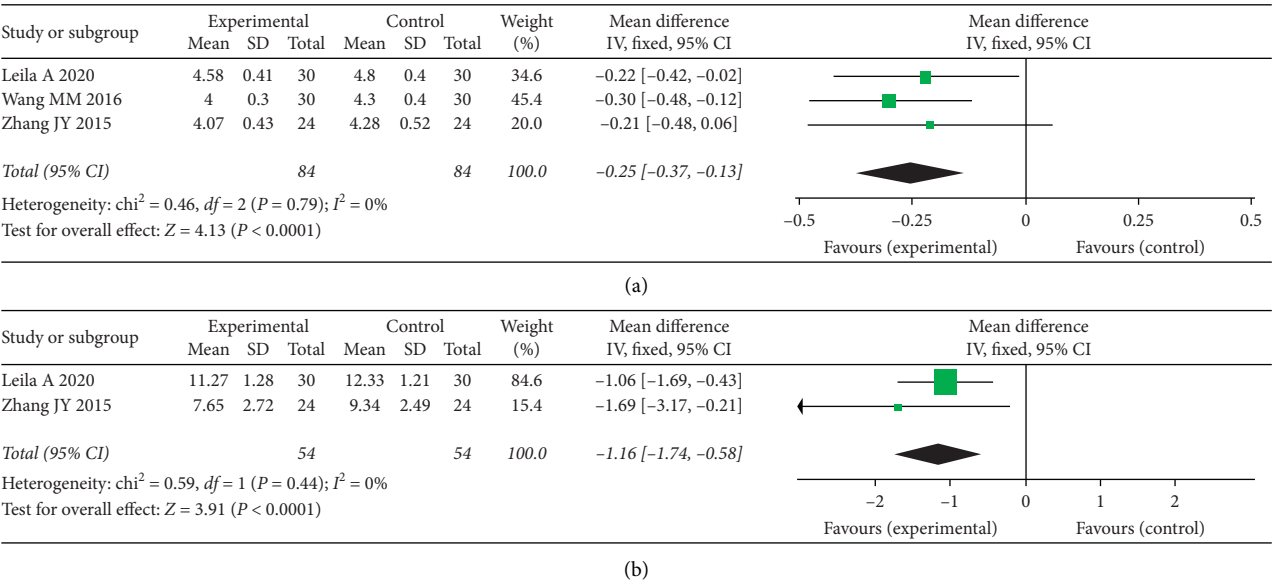 Study or subgroup Experimental Control Weight (%) Mean difference IV, fixed, 95% CI Mean difference IV, fixed, 95% CI
Mean SD Total Mean SD Total
Leila A 2020 4.58 0.41 30 4.8 0.4 30 34.6 –0.22 [–0.42, –0.02]
Wang MM 2016 4 0.3 30 4.3 0.4 30 45.4 –0.30 [–0.48, –0.12]
Zhang JY 2015 4.07 0.43 24 4.28 0.52 24 20.0 –0.21 [–0.48, 0.06]
Total (95% CI) 84 84 100.0 –0.25 [–0.37, –0.13]
Heterogeneity: chi² = 0.46, df = 2 (P = 0.79); I² = 0%
Test for overall effect: Z = 4.13 (P < 0.0001)
–0.5 –0.25 0 0.25 0.5
Favours (experimental) Favours (control)
(a)
Study or subgroup Experimental Control Weight (%) Mean difference IV, fixed, 95% CI Mean difference IV, fixed, 95% CI
Mean SD Total Mean SD Total
Leila A 2020 11.27 1.28 30 12.33 1.21 30 84.6 –1.06 [–1.69, –0.43]
Zhang JY 2015 7.65 2.72 24 9.34 2.49 24 15.4 –1.69 [–3.17, –0.21]
Total (95% CI) 54 54 100.0 –1.16 [–1.74, –0.58]
Heterogeneity: chi² = 0.59, df = 1 (P = 0.44); I² = 0%
Test for overall effect: Z = 3.91 (P < 0.0001)
–2 –1 0 1 2
Favours (experimental) Favours (control)
(b)